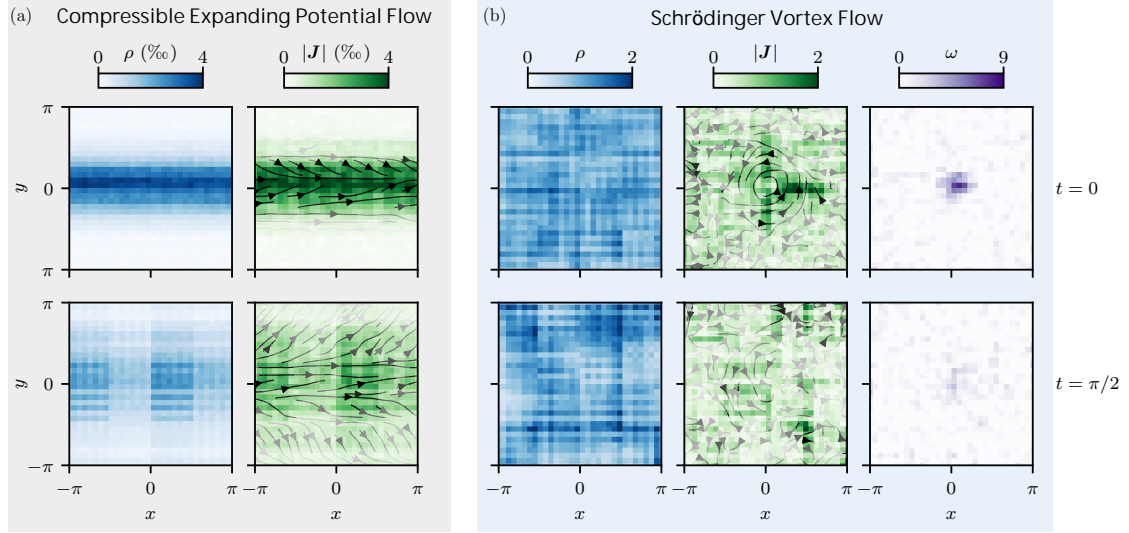 (a) Compressible Expanding Potential Flow
0 ρ (‰) 4
0 |J| (‰) 4
π
y 0
π
π
y 0
−π
−π 0 π
x
−π 0 π
x
(b) Schrödinger Vortex Flow
0 ρ 2
0 |J| 2
0 ω 9
t = 0
t = π/2
−π 0 π
x
−π 0 π
x
−π 0 π
x